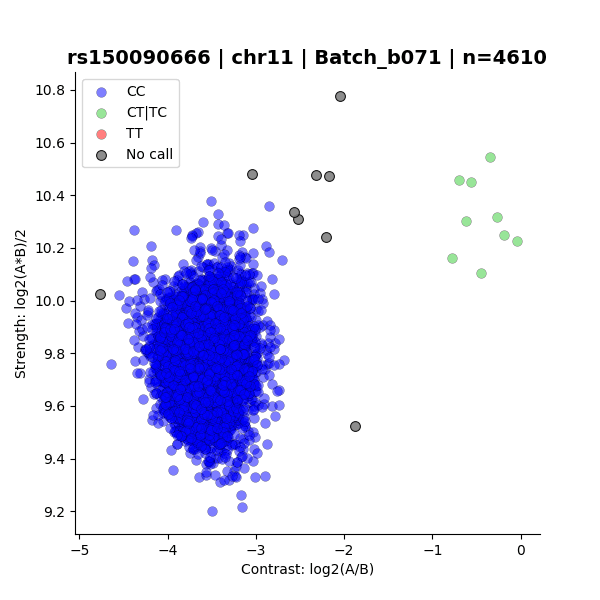 rs150090666 | chr11 | Batch_b071 | n=4610
CC
CT|TC
TT
No call
10.8
10.6
10.4
10.2
10.0
9.8
9.6
9.4
9.2
Strength: log2(A*B)/2
−5
−4
−3
−2
−1
0
Contrast: log2(A/B)